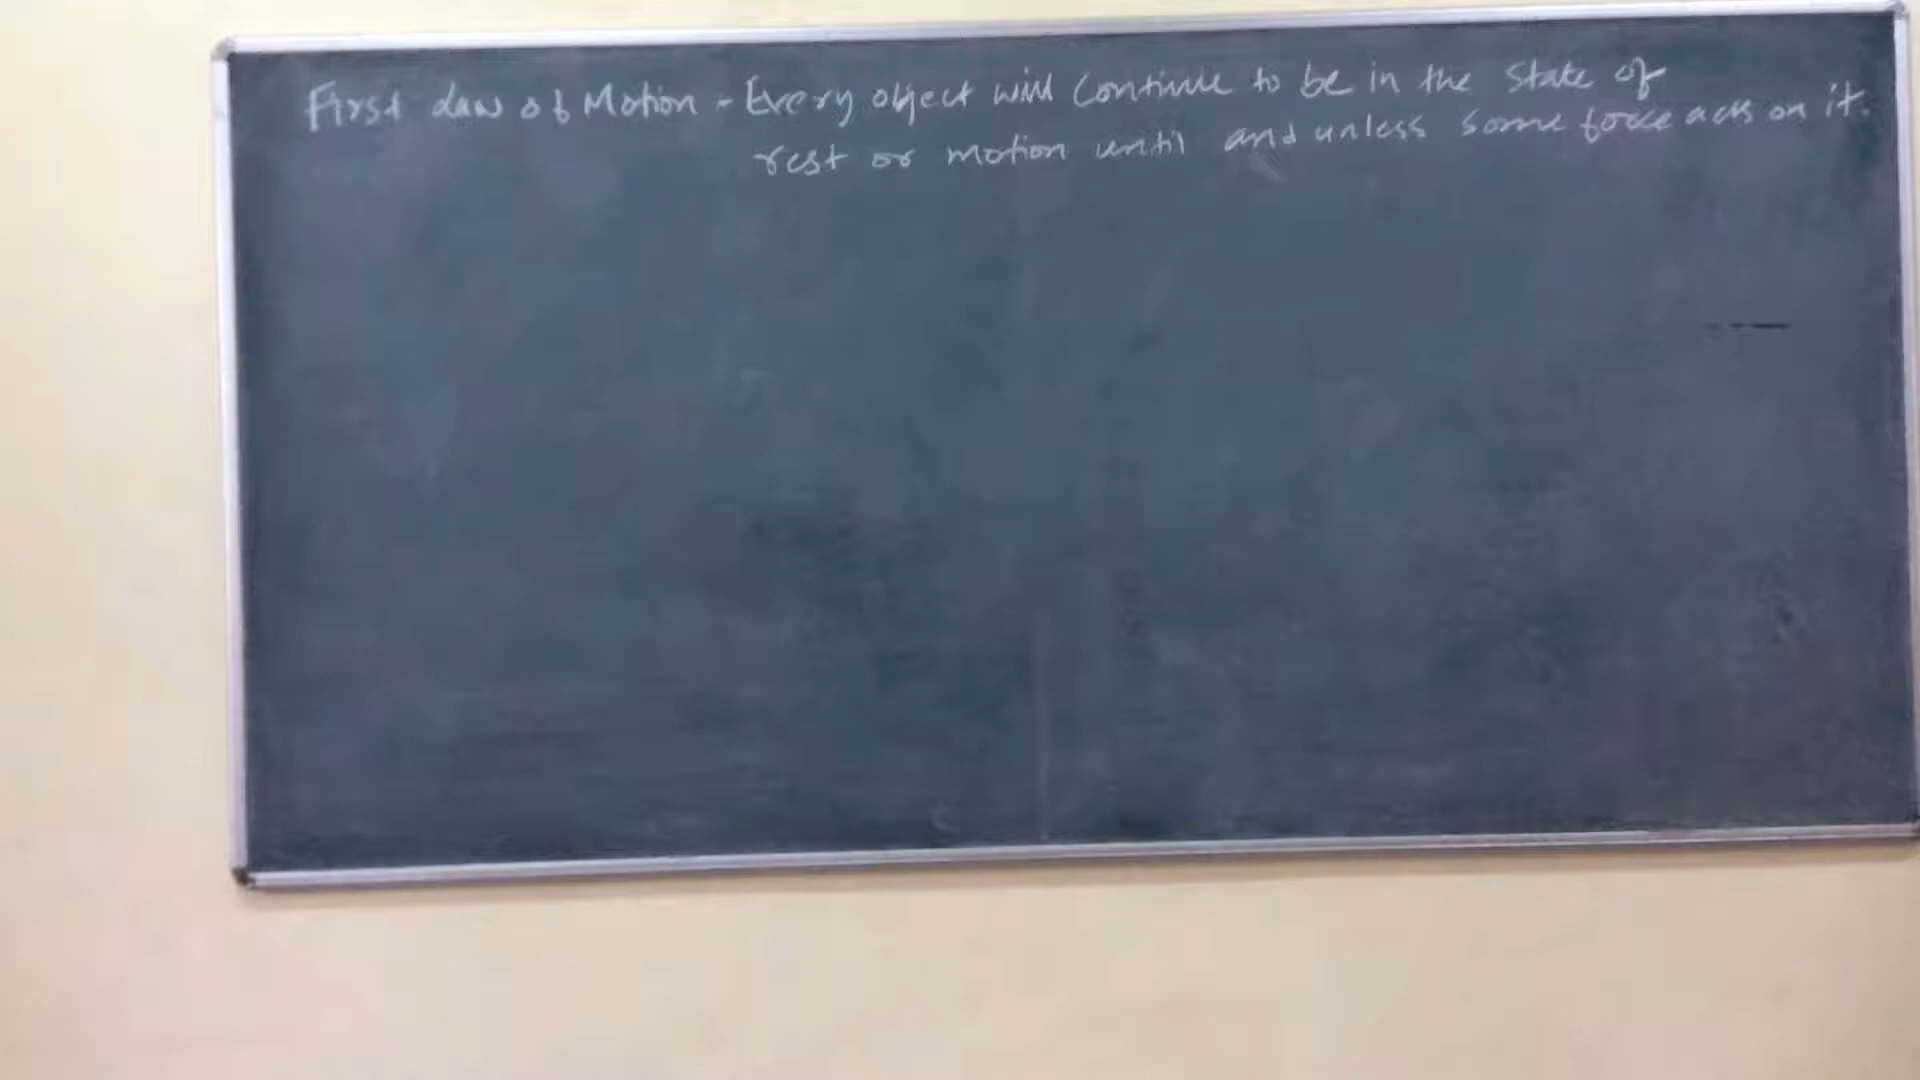 First Law of Motion - Every object will continue to be in the state of
rest or motion until and unless some force acts on it.